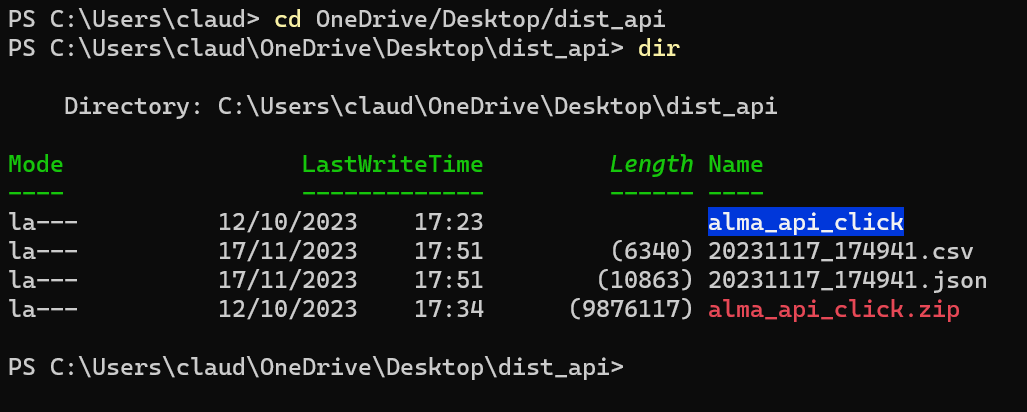 PS C:\Users\claud> cd OneDrive/Desktop/dist_api
PS C:\Users\claud\OneDrive\Desktop\dist_api> dir
    Directory: C:\Users\claud\OneDrive\Desktop\dist_api
Mode                 LastWriteTime         Length Name
----                 -------------         ------ ----
la---          12/10/2023    17:23                alma_api_click
la---          17/11/2023    17:51         (6340) 20231117_174941.csv
la---          17/11/2023    17:51        (10863) 20231117_174941.json
la---          12/10/2023    17:34      (9876117) alma_api_click.zip
PS C:\Users\claud\OneDrive\Desktop\dist_api>